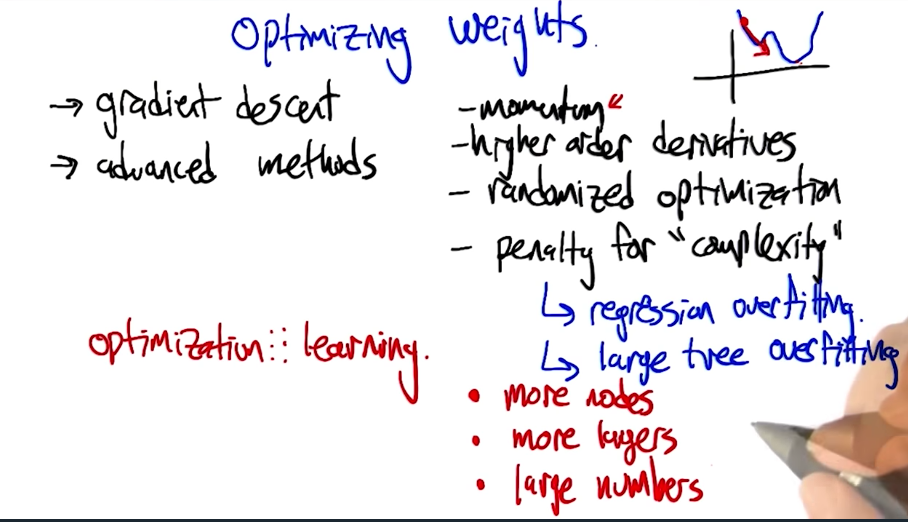 Optimizing weights.
→ gradient descent
→ advanced methods
- momentum
- higher order derivatives
- randomized optimization
- penalty for "complexity"
↳ regression overfitting.
↳ large tree overfitting
optimization :: learning.
• more nodes
• more layers
• large numbers